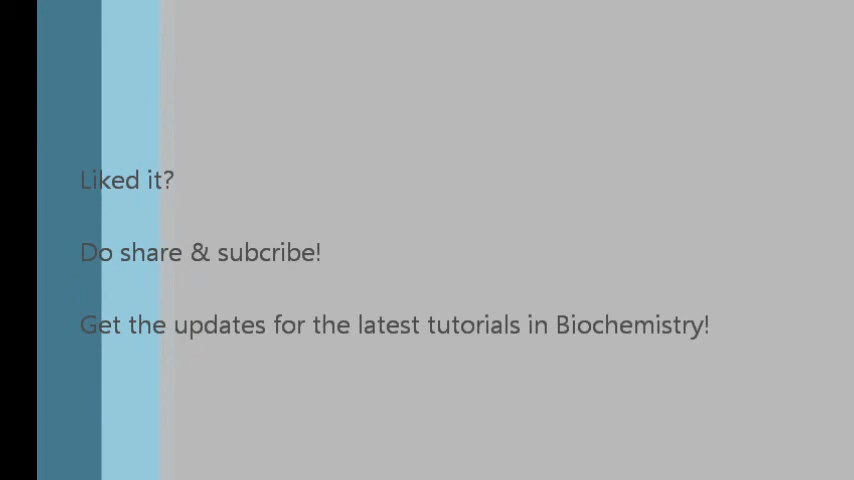 Liked it?
Do share & subcribe!
Get the updates for the latest tutorials in Biochemistry!